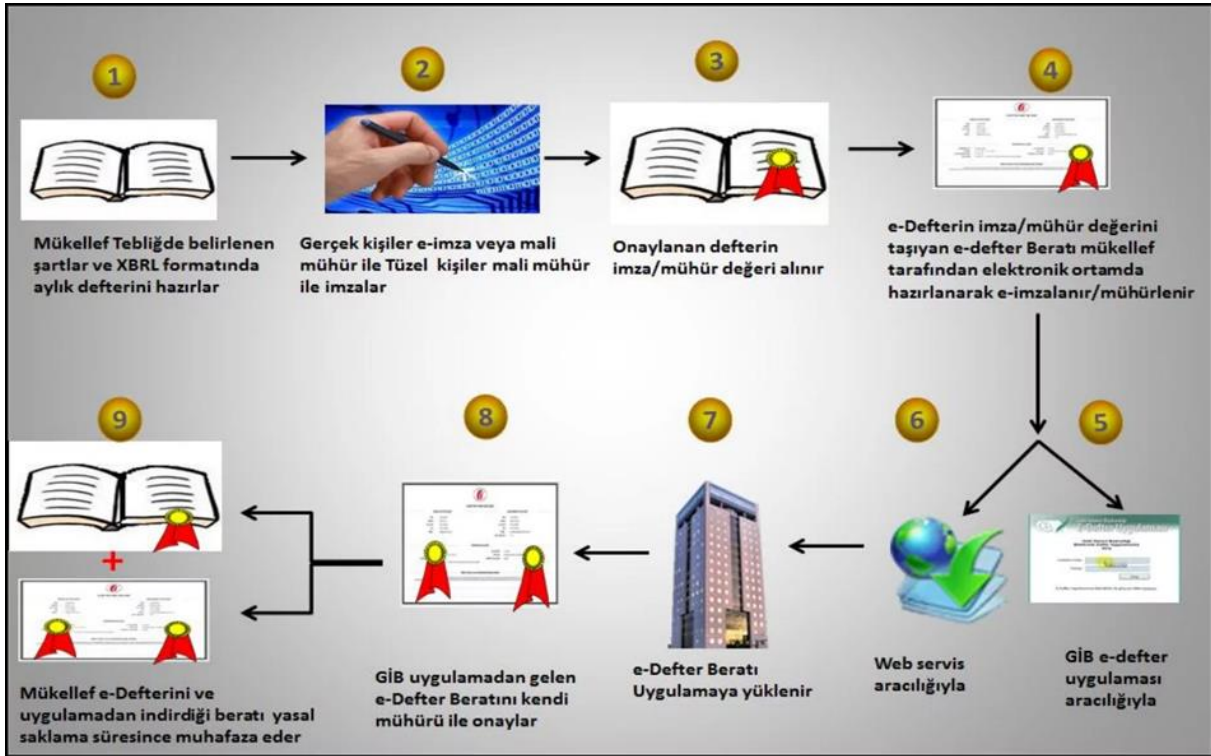 1
Mükellef Tebliğde belirlenen
şartlar ve XBRL formatında
aylık defterini hazırlar
2
Gerçek kişiler e-imza veya mali
mühür ile Tüzel kişiler mali mühür
ile imzalar
3
Onaylanan defterin
imza/mühür değeri alınır
4
e-Defterin imza/mühür değerini
taşıyan e-defter Beratı mükellef
tarafından elektronik ortamda
hazırlanarak e-imzalanır/mühürlenir
5
e-Defter Uygulaması
GİB e-defter
uygulaması
aracılığıyla
6
Web servis
aracılığıyla
7
e-Defter Beratı
Uygulamaya yüklenir
8
GİB uygulamadan gelen
e-Defter Beratını kendi
mühürü ile onaylar
9
+
Mükellef e-Defterini ve
uygulamadan indirdiği beratı yasal
saklama süresince muhafaza eder